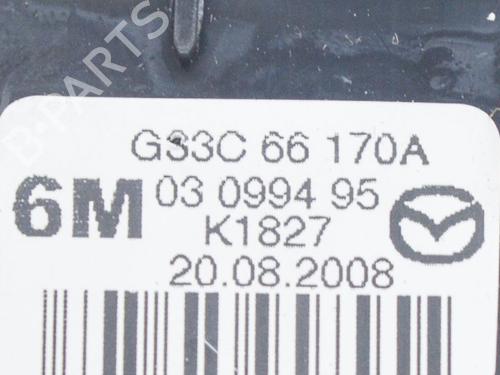 B-PARTS
G33C 66 170A
6M 03 0994 95
K1827
20.08.2008